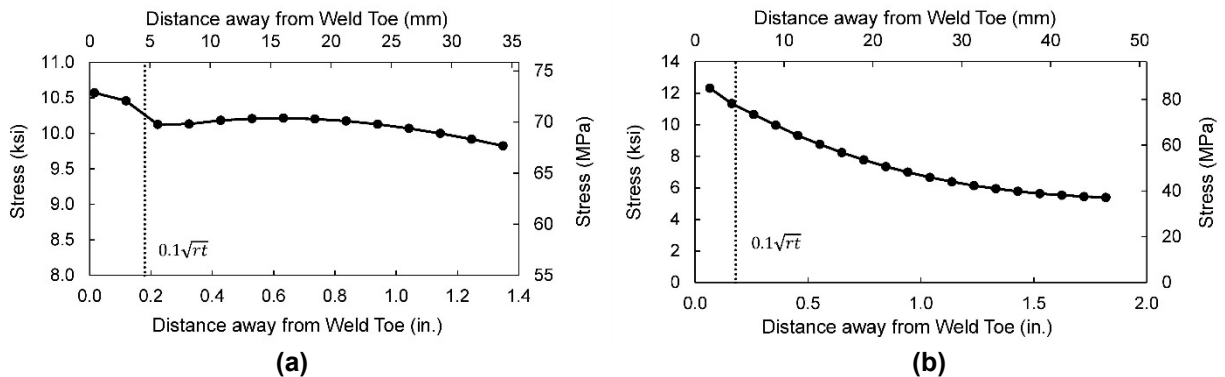 Distance away from Weld Toe (mm)
0 5 10 15 20 25 30 35
11.0
10.5
10.0
9.5
9.0
8.5
8.0
Stress (ksi)
75
70
65
60
55
Stress (MPa)
0.1√rt
0.0 0.2 0.4 0.6 0.8 1.0 1.2 1.4
Distance away from Weld Toe (in.)
(a)
Distance away from Weld Toe (mm)
0 10 20 30 40 50
14
12
10
8
6
4
2
0
Stress (ksi)
80
60
40
20
0
Stress (MPa)
0.1√rt
0.0 0.5 1.0 1.5 2.0
Distance away from Weld Toe (in.)
(b)